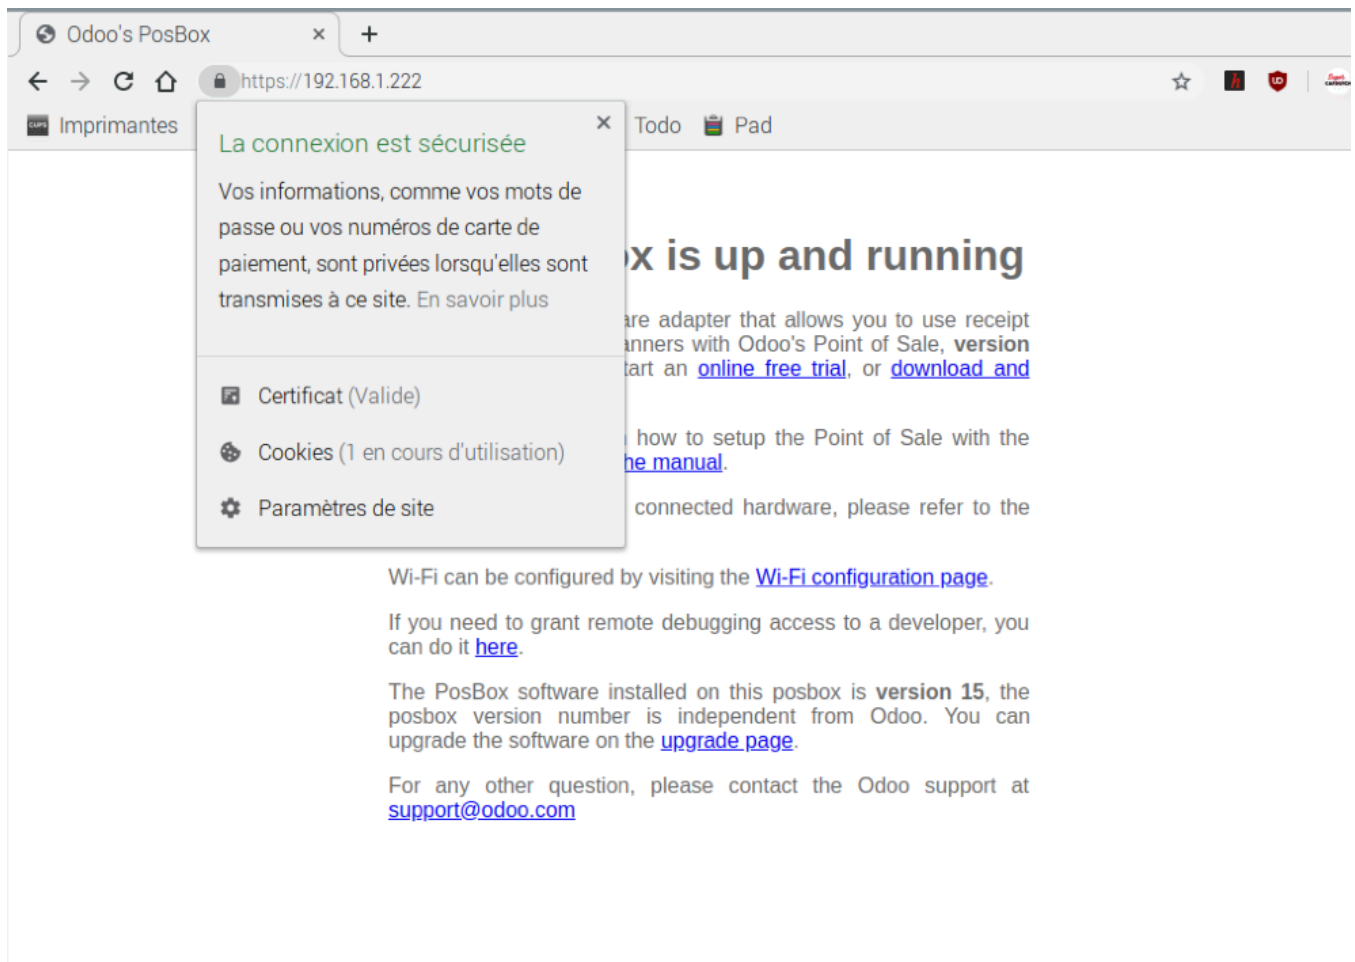 Odoo's PosBox
https://192.168.1.222
Imprimantes
Todo
Pad
La connexion est sécurisée
Vos informations, comme vos mots de
passe ou vos numéros de carte de
paiement, sont privées lorsqu'elles sont
transmises à ce site. En savoir plus
Certificat (Valide)
Cookies (1 en cours d'utilisation)
Paramètres de site
is up and running
adapter that allows you to use receipt
with Odoo's Point of Sale, version
an online free trial, or download and
how to setup the Point of Sale with the
manual.
connected hardware, please refer to the
Wi-Fi can be configured by visiting the Wi-Fi configuration page.
If you need to grant remote debugging access to a developer, you
can do it here.
The PosBox software installed on this posbox is version 15, the
posbox version number is independent from Odoo. You can
upgrade the software on the upgrade page.
For any other question, please contact the Odoo support at
support@odoo.com